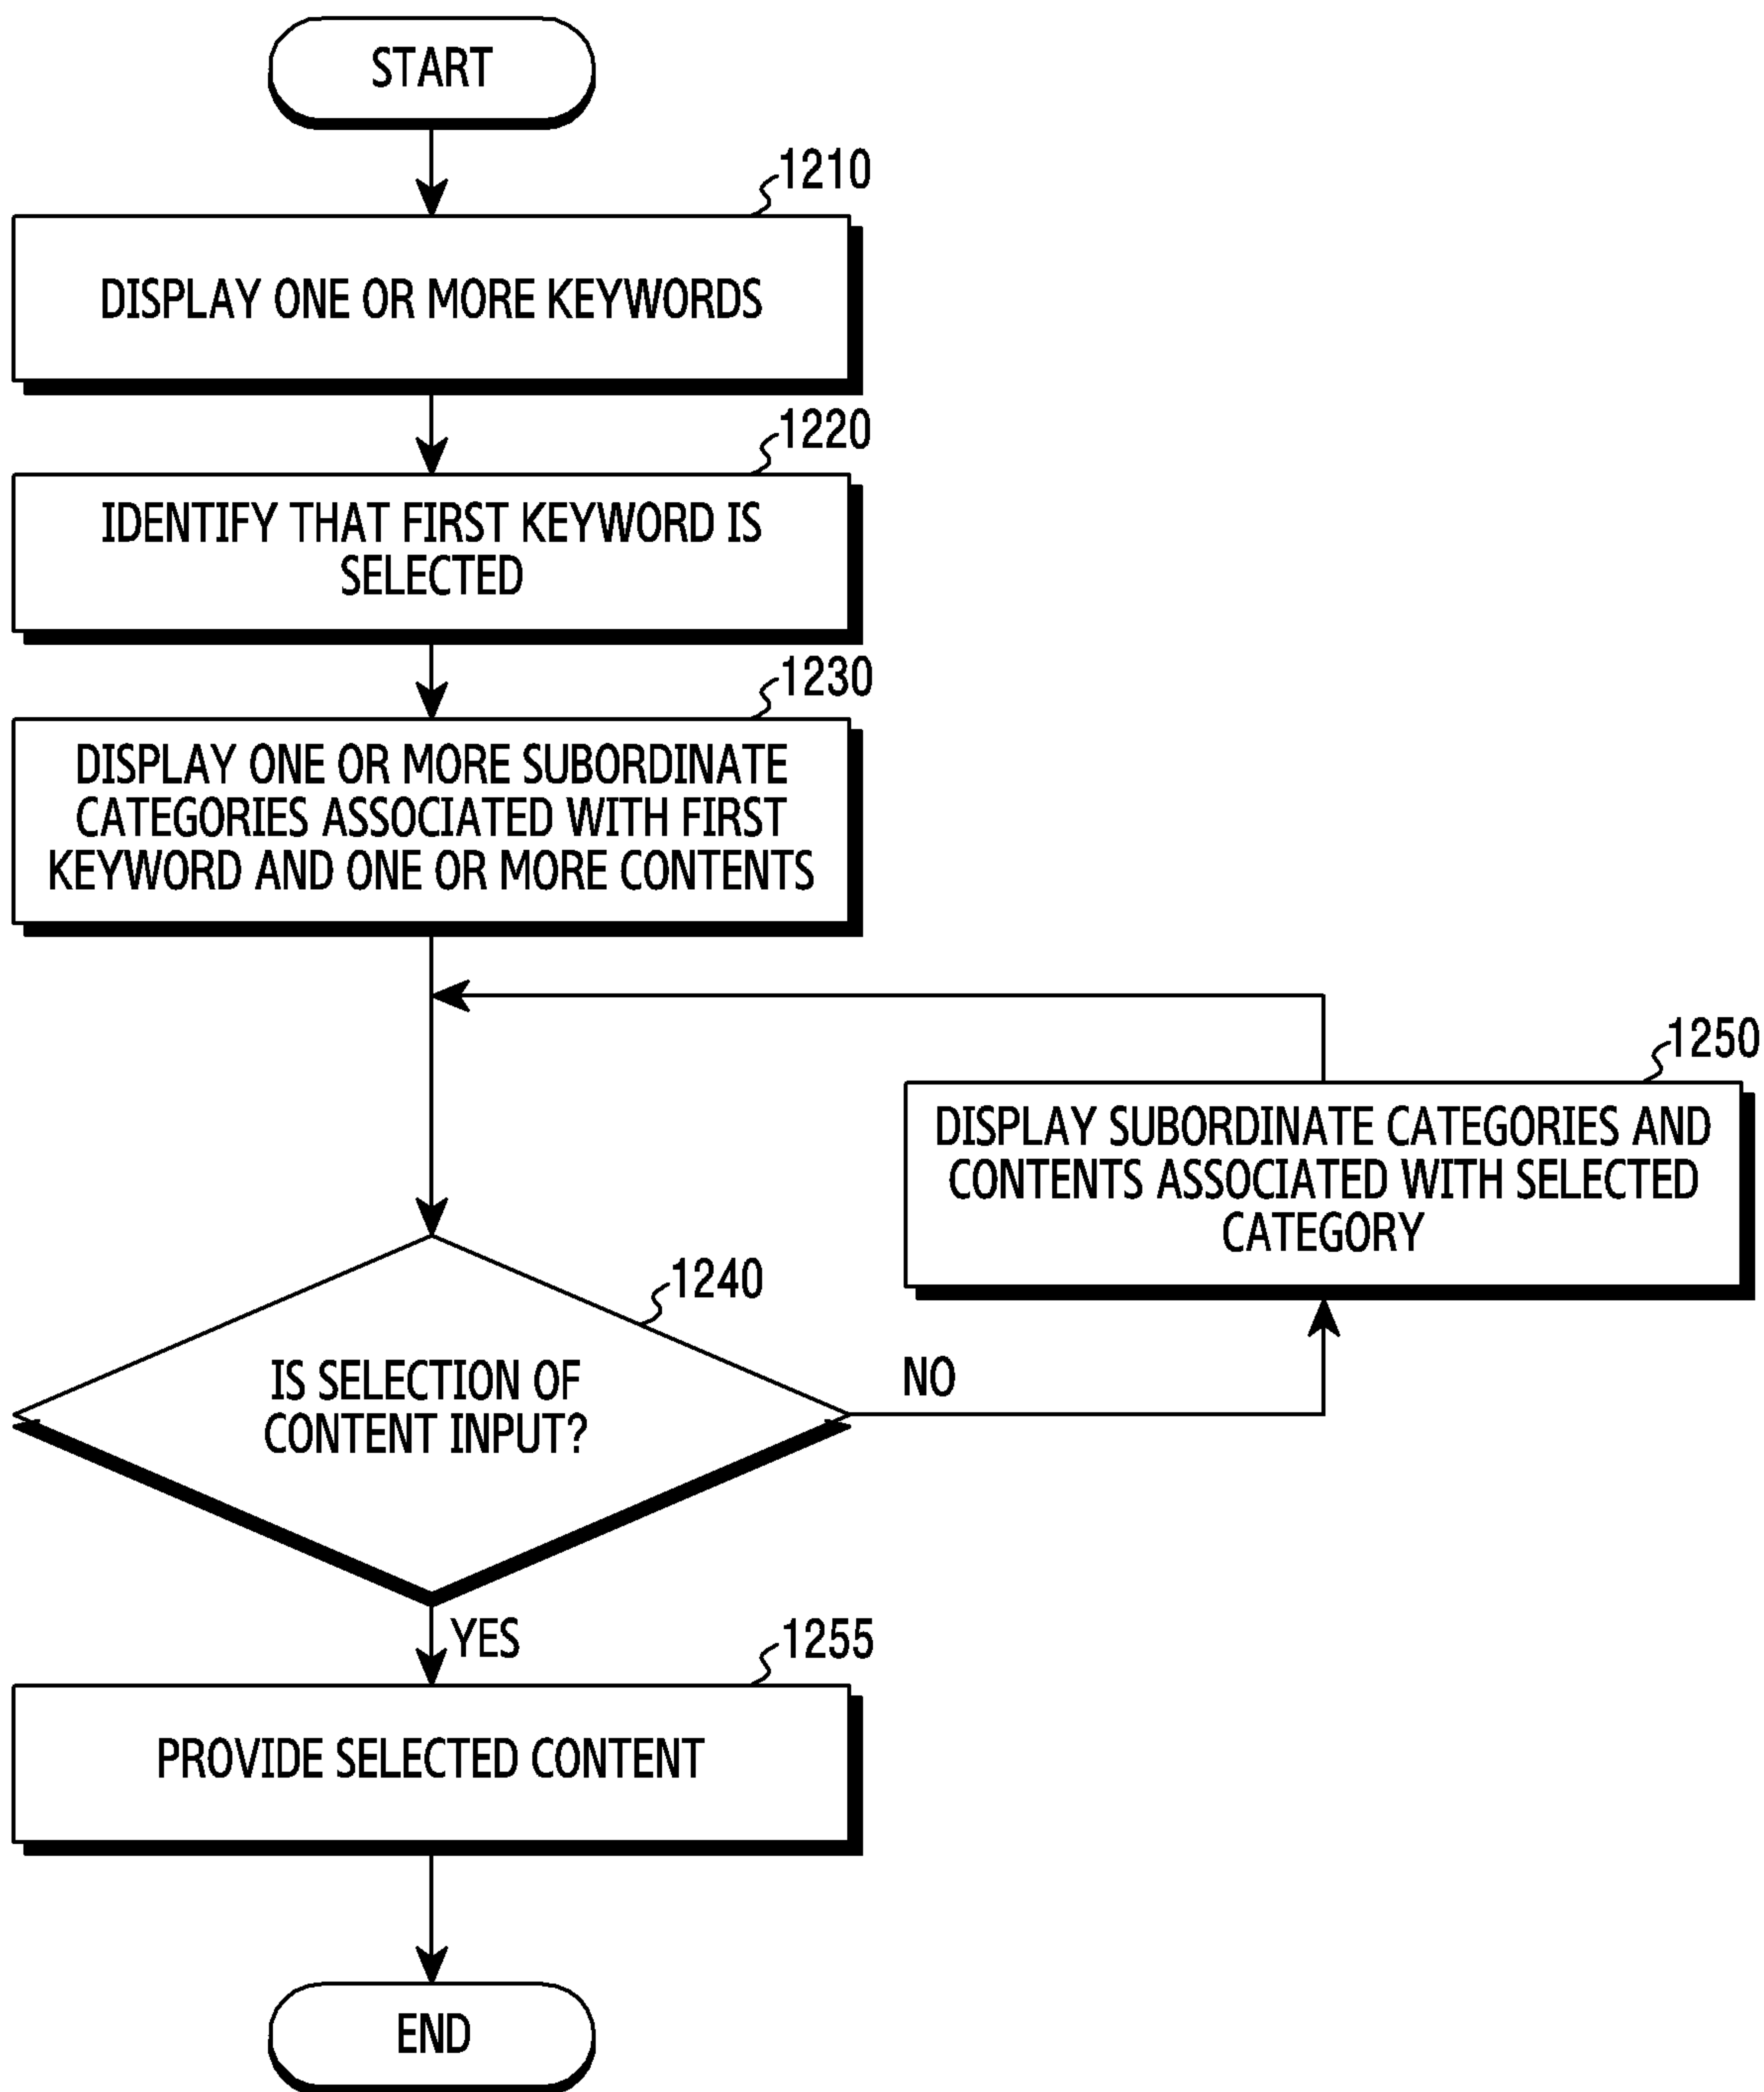 START
1210
DISPLAY ONE OR MORE KEYWORDS
1220
IDENTIFY THAT FIRST KEYWORD IS
SELECTED
1230
DISPLAY ONE OR MORE SUBORDINATE
CATEGORIES ASSOCIATED WITH FIRST
KEYWORD AND ONE OR MORE CONTENTS
1250
DISPLAY SUBORDINATE CATEGORIES AND
CONTENTS ASSOCIATED WITH SELECTED
CATEGORY
1240
IS SELECTION OF
CONTENT INPUT?
NO
YES
1255
PROVIDE SELECTED CONTENT
END